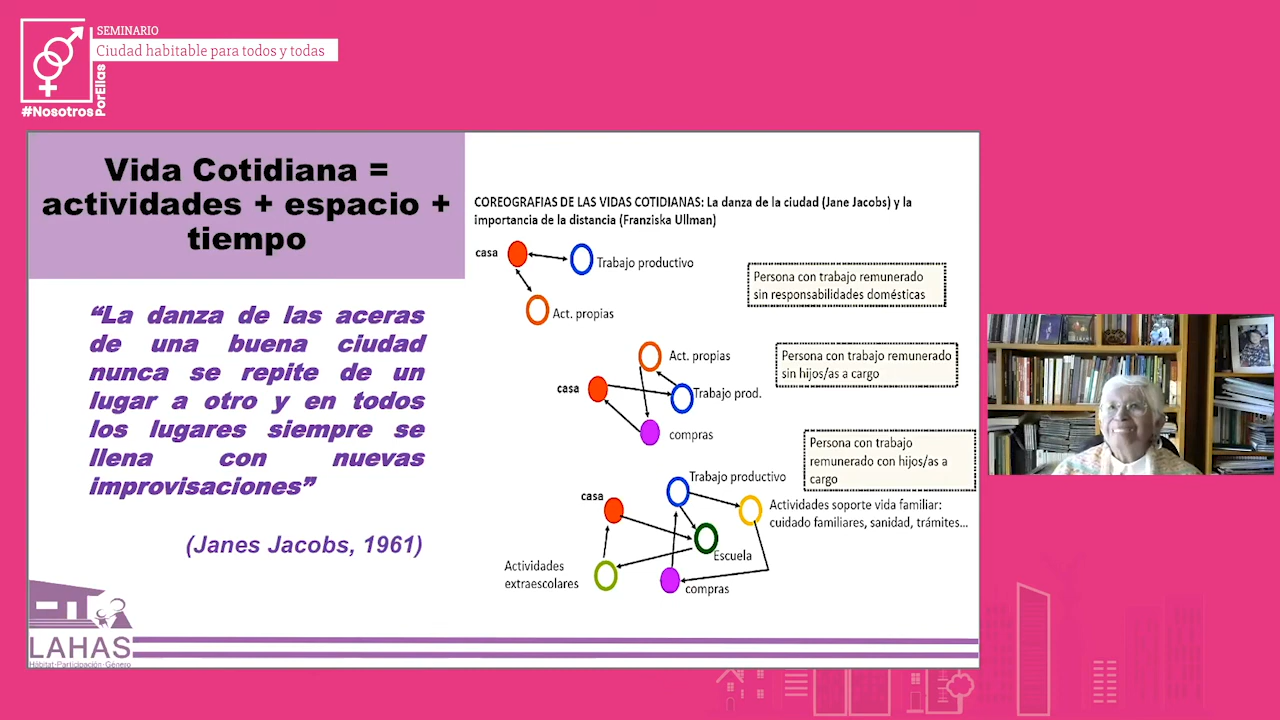 SEMINARIO
Ciudad habitable para todos y todas
#Nosotros
PorEllas
Vida Cotidiana =
actividades + espacio +
tiempo
“La danza de las aceras
de una buena ciudad
nunca se repite de un
lugar a otro y en todos
los lugares siempre se
llena con nuevas
improvisaciones”
(Janes Jacobs, 1961)
LAHAS
Hábitat·Participación·Género
COREOGRAFIAS DE LAS VIDAS COTIDIANAS: La danza de la ciudad (Jane Jacobs) y la
importancia de la distancia (Franziska Ullman)
casa
Trabajo productivo
Act. propias
Persona con trabajo remunerado
sin responsabilidades domésticas
Act. propias
casa
Trabajo prod.
compras
Persona con trabajo remunerado
sin hijos/as a cargo
Persona con trabajo
remunerado con hijos/as a
cargo
Trabajo productivo
casa
Actividades soporte vida familiar:
cuidado familiares, sanidad, trámites...
Escuela
Actividades
extraescolares
compras